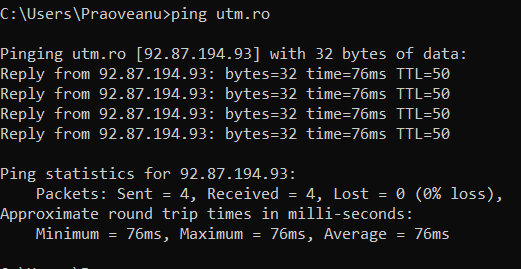 C:\Users\Praoveanu>ping utm.ro
Pinging utm.ro [92.87.194.93] with 32 bytes of data:
Reply from 92.87.194.93: bytes=32 time=76ms TTL=50
Reply from 92.87.194.93: bytes=32 time=76ms TTL=50
Reply from 92.87.194.93: bytes=32 time=76ms TTL=50
Reply from 92.87.194.93: bytes=32 time=76ms TTL=50
Ping statistics for 92.87.194.93:
Packets: Sent = 4, Received = 4, Lost = 0 (0% loss),
Approximate round trip times in milli-seconds:
Minimum = 76ms, Maximum = 76ms, Average = 76ms